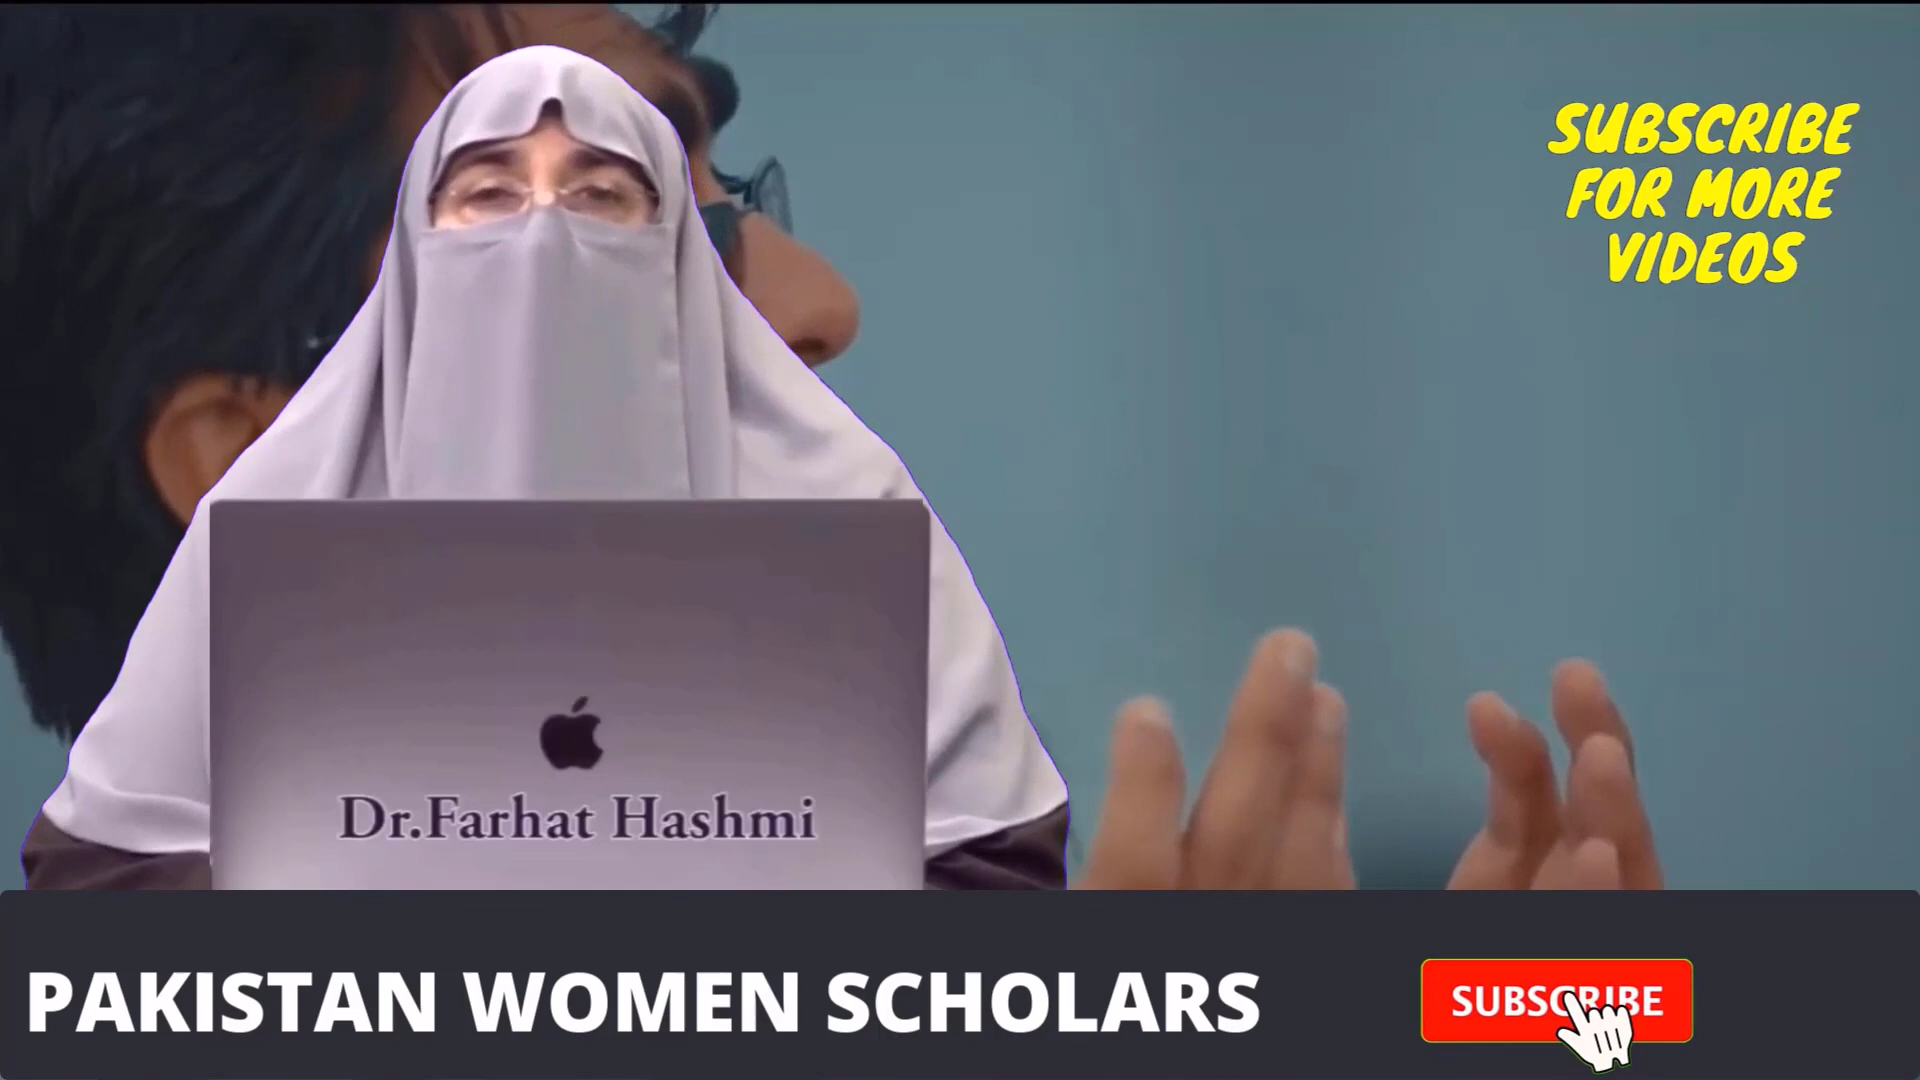 SUBSCRIBE
FOR MORE
VIDEOS
Dr.Farhat Hashmi
PAKISTAN WOMEN SCHOLARS
SUBSCRIBE